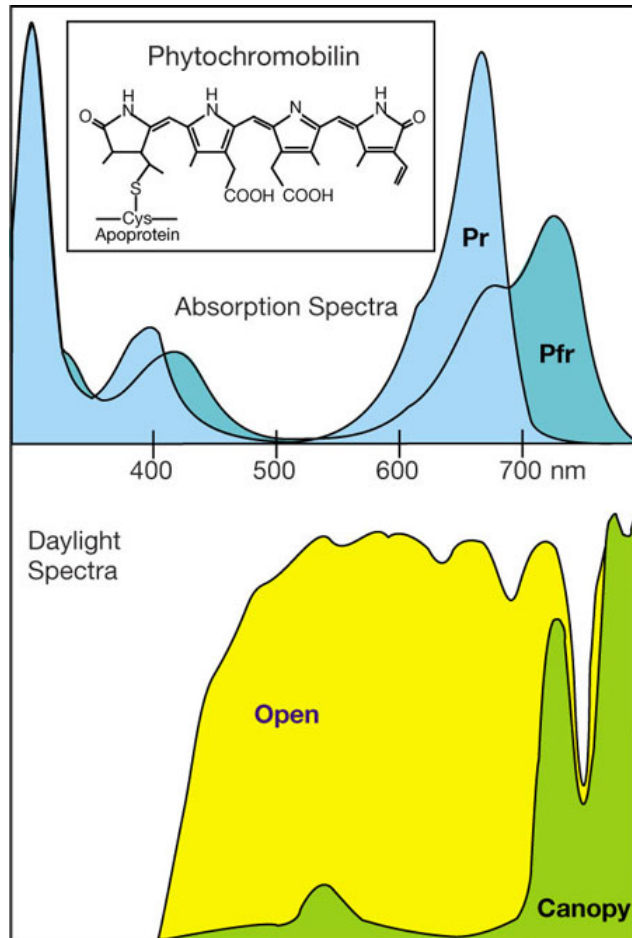 Phytochromobilin
H
H
O
N
N
N
H
N
O
S
COOH
COOH
Cys
Apoprotein
Pr
Absorption Spectra
Pfr
400
500
600
700 nm
Daylight
Spectra
Open
Canopy